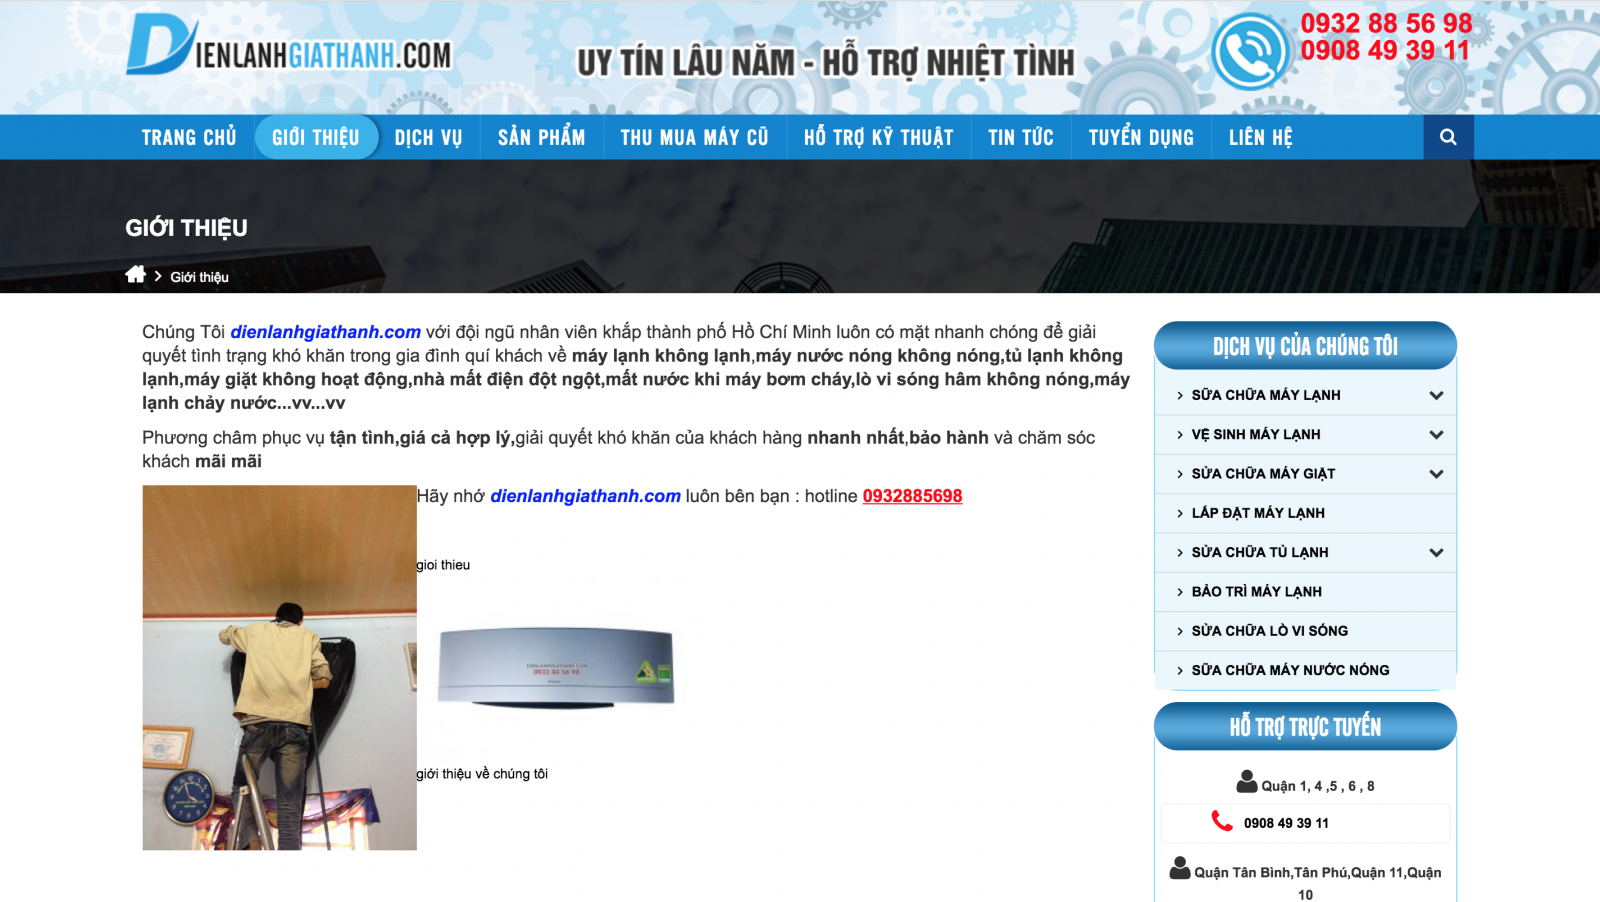 DIENLANHGIATHANH.COM
UY TÍN LÂU NĂM - HỖ TRỢ NHIỆT TÌNH
0932 88 56 98
0908 49 39 11
TRANG CHỦ GIỚI THIỆU DỊCH VỤ SẢN PHẨM THU MUA MÁY CŨ HỖ TRỢ KỸ THUẬT TIN TỨC TUYỂN DỤNG LIÊN HỆ
GIỚI THIỆU
Giới thiệu
Chúng Tôi dienlanhgiathanh.com với đội ngũ nhân viên khắp thành phố Hồ Chí Minh luôn có mặt nhanh chóng để giải
quyết tình trạng khó khăn trong gia đình quí khách về máy lạnh không lạnh,máy nước nóng không nóng,tủ lạnh không
lạnh,máy giặt không hoạt động,nhà mất điện đột ngột,mất nước khi máy bơm cháy,lò vi sóng hâm không nóng,máy
lạnh chảy nước...vv...vv
Phương châm phục vụ tận tình,giá cả hợp lý,giải quyết khó khăn của khách hàng nhanh nhất,bảo hành và chăm sóc
khách mãi mãi
Hãy nhớ dienlanhgiathanh.com luôn bên bạn : hotline 0932885698
gioi thieu
DIENLANHGIATHANH.COM
0932 88 56 98
giới thiệu về chúng tôi
DỊCH VỤ CỦA CHÚNG TÔI
SỮA CHỮA MÁY LẠNH
VỆ SINH MÁY LẠNH
SỬA CHỮA MÁY GIẶT
LẮP ĐẶT MÁY LẠNH
SỬA CHỮA TỦ LẠNH
BẢO TRÌ MÁY LẠNH
SỬA CHỮA LÒ VI SÓNG
SỮA CHỮA MÁY NƯỚC NÓNG
HỖ TRỢ TRỰC TUYẾN
Quận 1, 4 ,5 , 6 , 8
0908 49 39 11
Quận Tân Bình,Tân Phú,Quận 11,Quận
10